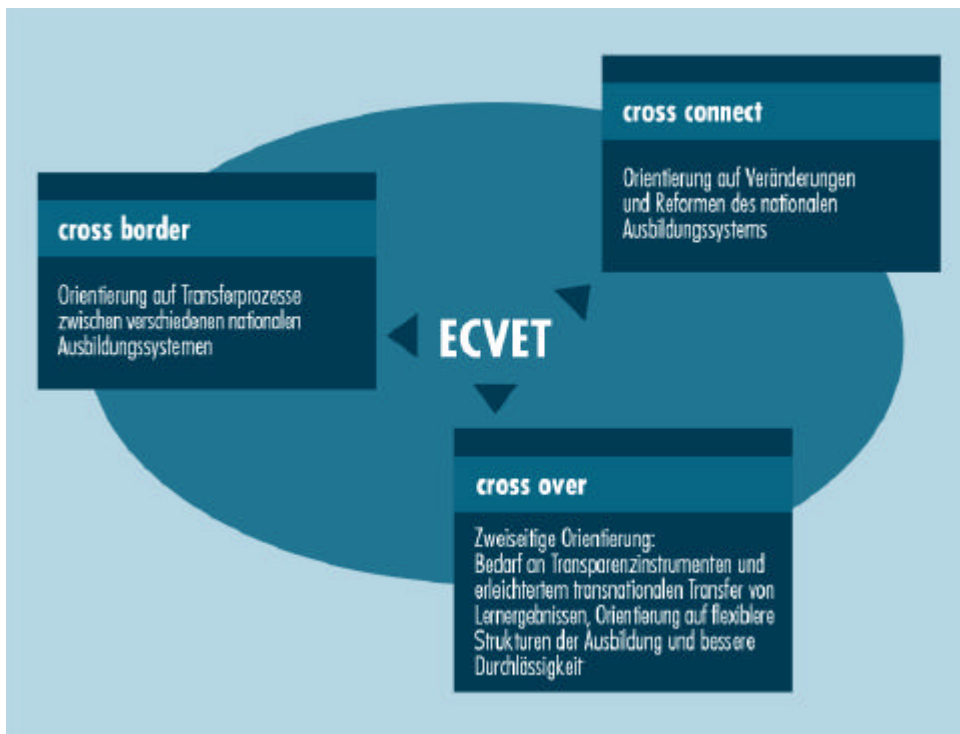 cross connect
Orientierung auf Veränderungen
und Reformen des nationalen
Ausbildungssystems
cross border
Orientierung auf Transferprozesse
zwischen verschiedenen nationalen
Ausbildungssystemen
ECVET
cross over
Zweiseitige Orientierung:
Bedarf an Transparenzinstrumenten und
erleichtertem transnationalen Transfer von
Lernergebnissen, Orientierung auf flexiblere
Strukturen der Ausbildung und bessere
Durchlässigkeit